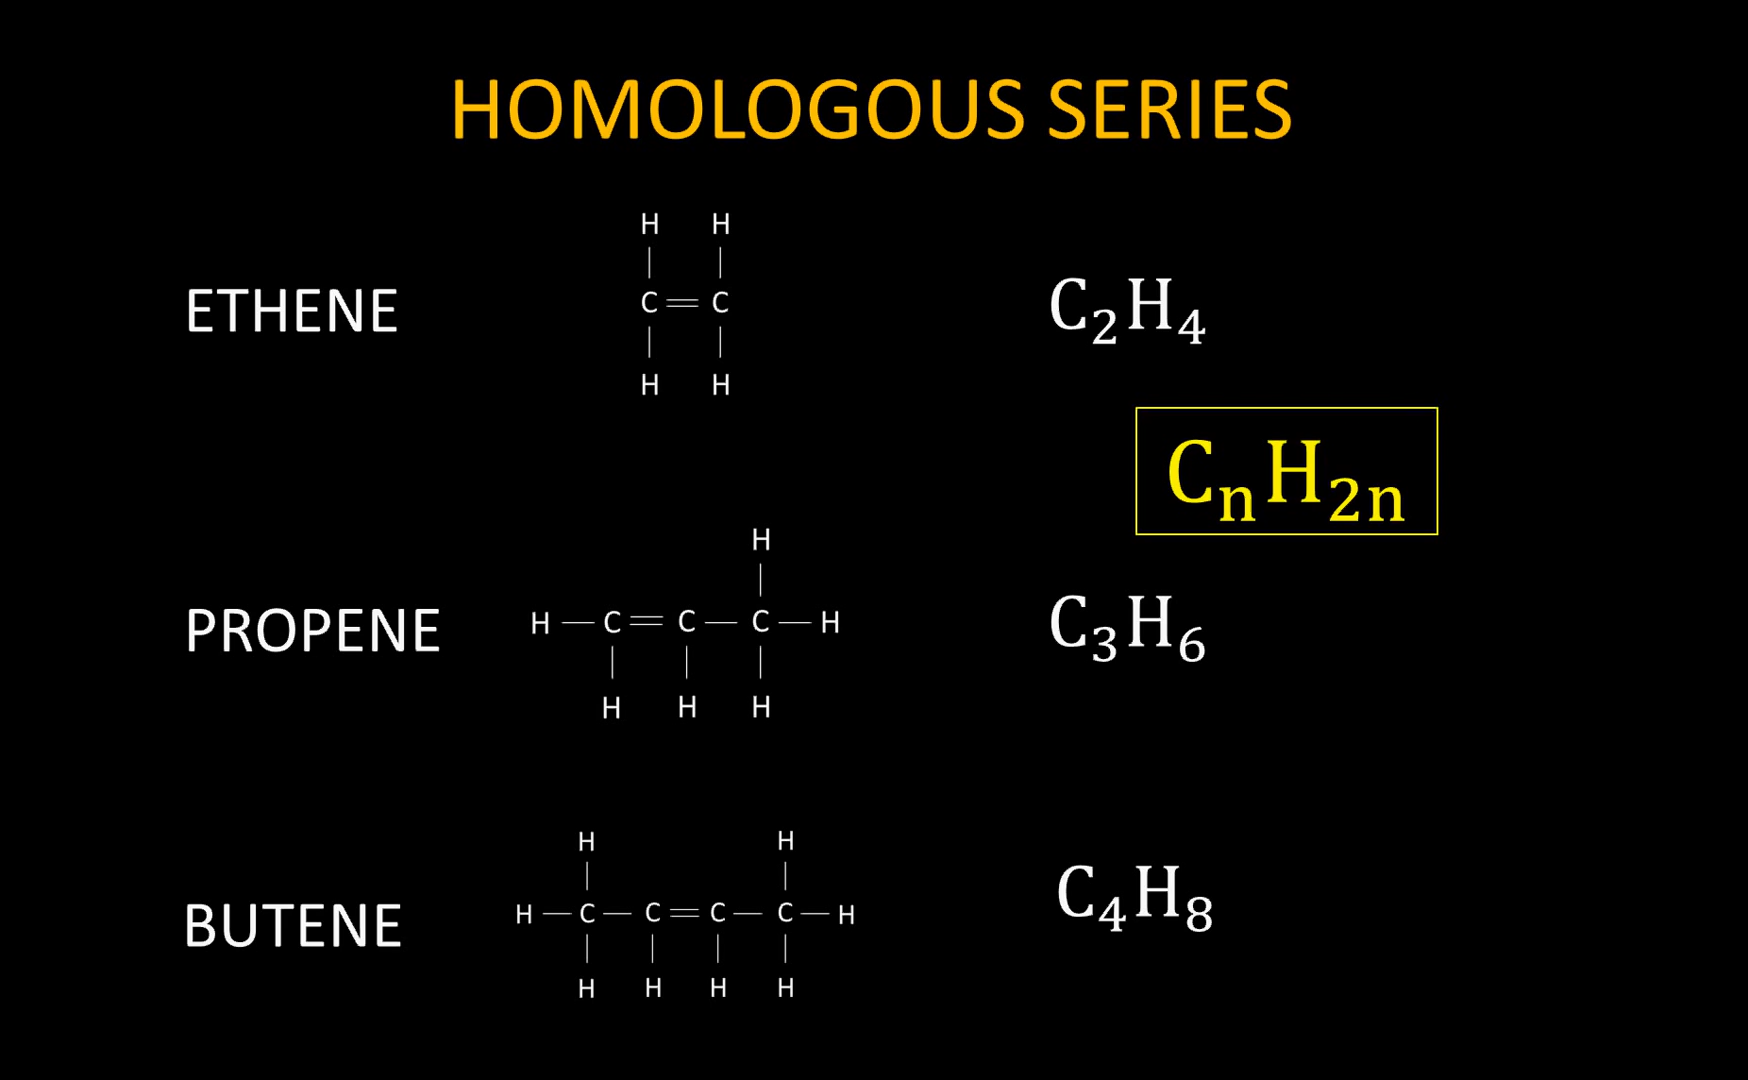 HOMOLOGOUS SERIES
H H
ETHENE C=C C₂H₄
H H
CₙH₂ₙ
H
PROPENE H—C=C—C—H C₃H₆
H H H
H H
BUTENE H—C—C=C—C—H C₄H₈
H H H H